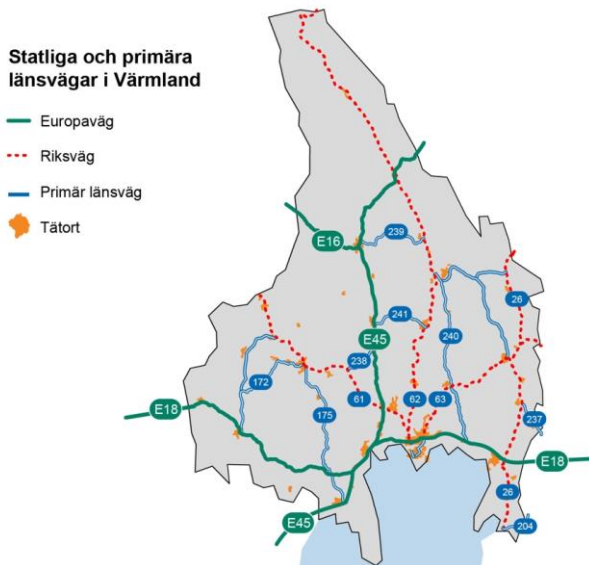 Statliga och primära
länsvägar i Värmland
Europaväg
Riksväg
Primär länsväg
Tätort
E16
239
26
241
240
E45
238
172
61
62
63
E18
175
237
E18
26
E45
204